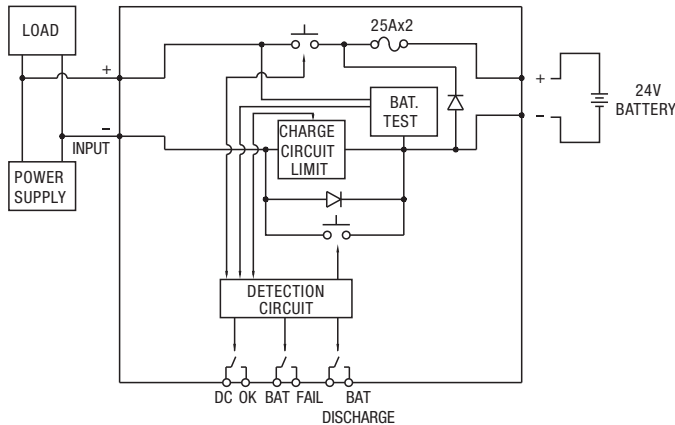 LOAD
25Ax2
+
+
BAT.
TEST
24V
BATTERY
−
−
INPUT
CHARGE
CIRCUIT
LIMIT
POWER
SUPPLY
DETECTION
CIRCUIT
DC OK BAT FAIL BAT
DISCHARGE